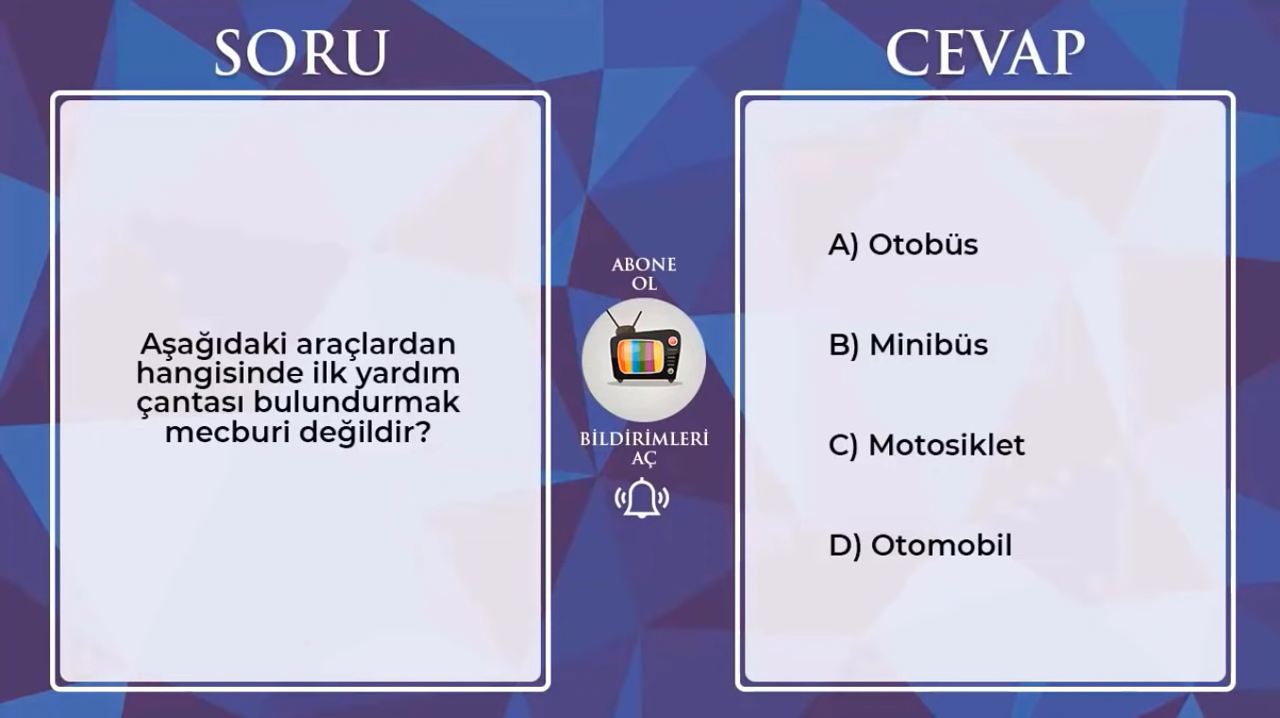 SORU
Aşağıdaki araçlardan
hangisinde ilk yardım
çantası bulundurmak
mecburi değildir?
ABONE
OL
BİLDİRİMLERİ
AÇ
CEVAP
A) Otobüs
B) Minibüs
C) Motosiklet
D) Otomobil